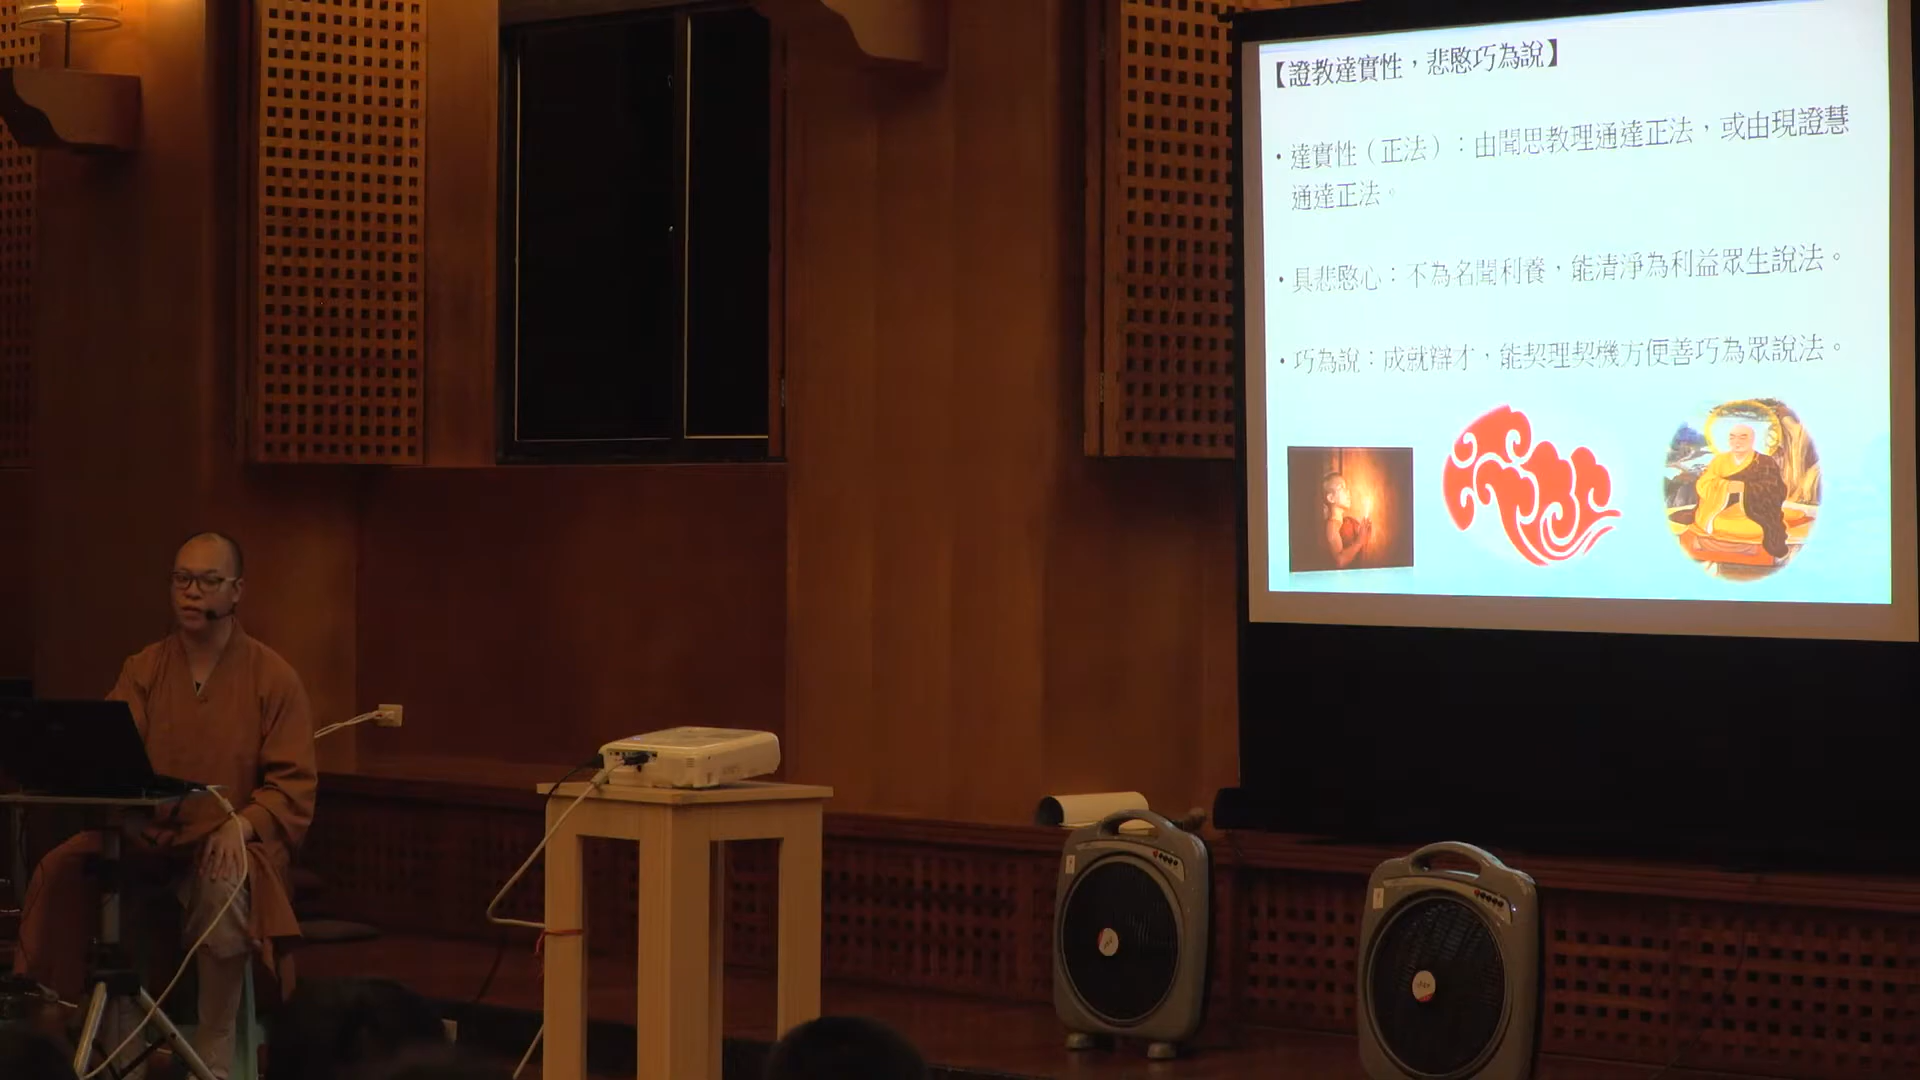 【證教達實性，悲愍巧為說】
• 達實性（正法）：由聞思教理通達正法，或由現證慧
通達正法。
• 具悲愍心：不為名聞利養，能清淨為利益眾生說法。
• 巧為說：成就辯才，能契理契機方便善巧為眾說法。